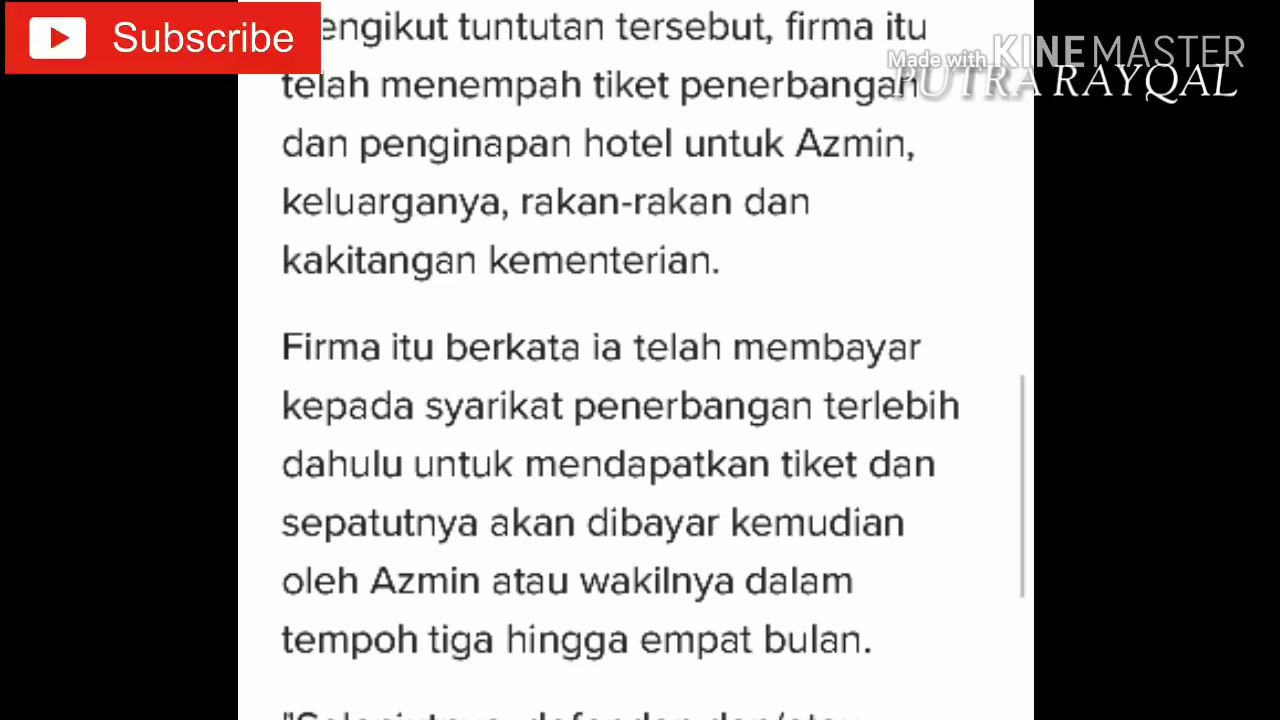 Subscribe
Made with KINEMASTER
PUTRA RAYQAL
engikut tuntutan tersebut, firma itu
telah menempah tiket penerbangan
dan penginapan hotel untuk Azmin,
keluarganya, rakan-rakan dan
kakitangan kementerian.
Firma itu berkata ia telah membayar
kepada syarikat penerbangan terlebih
dahulu untuk mendapatkan tiket dan
sepatutnya akan dibayar kemudian
oleh Azmin atau wakilnya dalam
tempoh tiga hingga empat bulan.